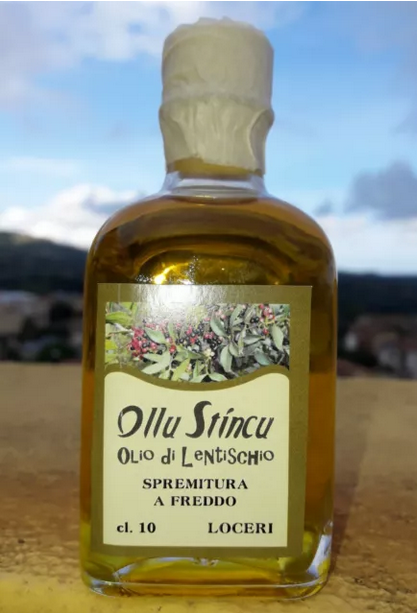 Ollu Stíncu
OLIO di LENtiSCHIO
SPREMITURA
A FREDDO
cl. 10 LOCERI